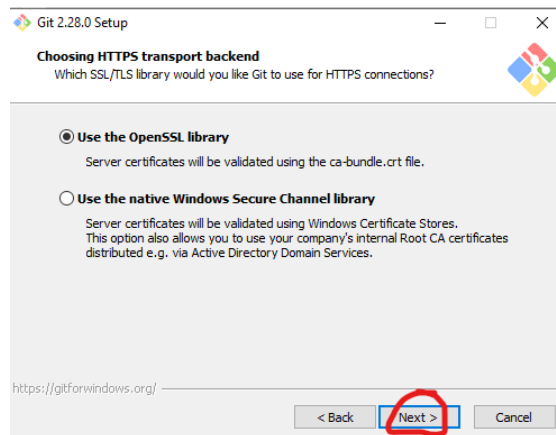 Git 2.28.0 Setup
Choosing HTTPS transport backend
Which SSL/TLS library would you like Git to use for HTTPS connections?
Use the OpenSSL library
Server certificates will be validated using the ca-bundle.crt file.
Use the native Windows Secure Channel library
Server certificates will be validated using Windows Certificate Stores.
This option also allows you to use your company's internal Root CA certificates
distributed e.g. via Active Directory Domain Services.
https://gitforwindows.org/
< Back Next > Cancel